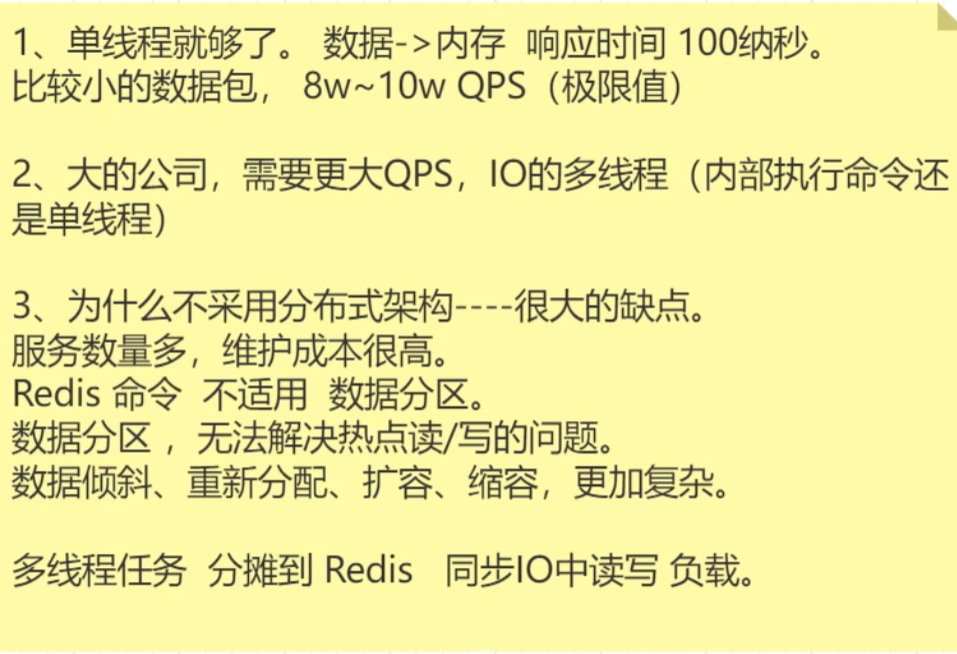 1、单线程就够了。 数据->内存 响应时间 100纳秒。
比较小的数据包， 8w~10w QPS（极限值）
2、大的公司，需要更大QPS，IO的多线程（内部执行命令还
是单线程）
3、为什么不采用分布式架构----很大的缺点。
服务数量多，维护成本很高。
Redis 命令 不适用 数据分区。
数据分区 ，无法解决热点读/写的问题。
数据倾斜、重新分配、扩容、缩容，更加复杂。
多线程任务 分摊到 Redis 同步IO中读写 负载。